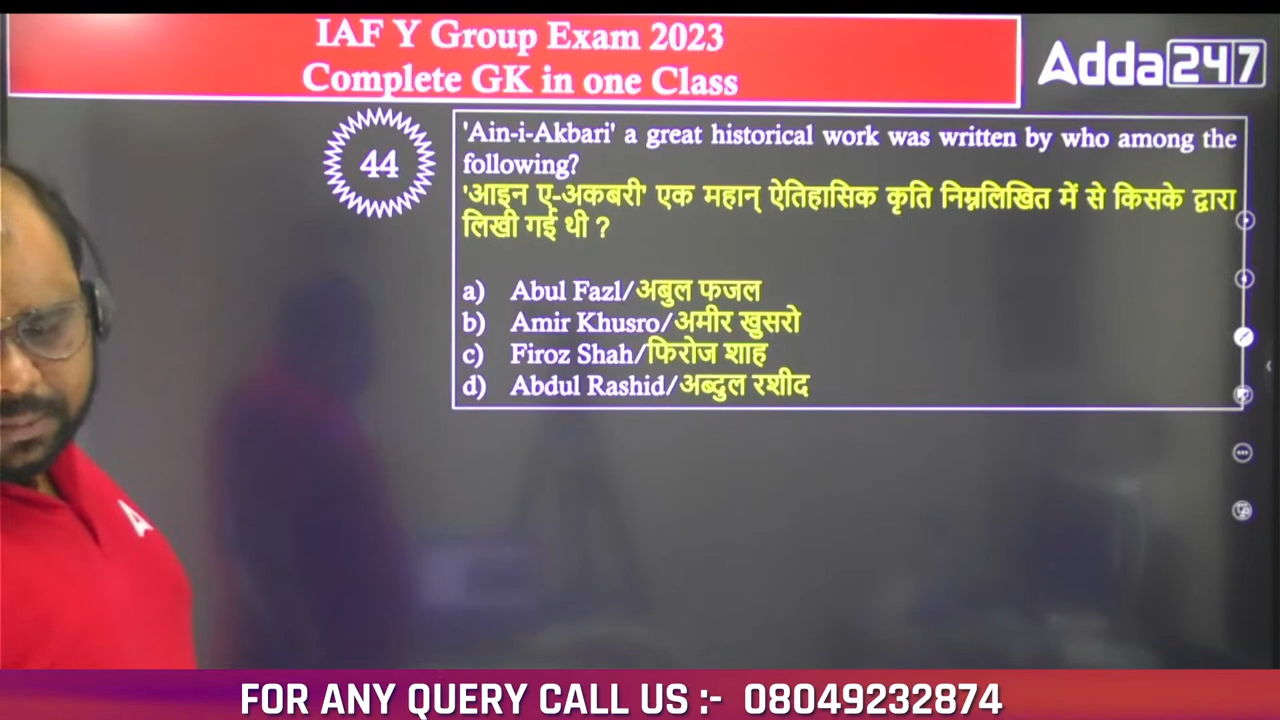 IAF Y Group Exam 2023
Complete GK in one Class
Adda247
44
'Ain-i-Akbari' a great historical work was written by who among the
following?
'आइन ए-अकबरी' एक महान् ऐतिहासिक कृति निम्नलिखित में से किसके द्वारा
लिखी गई थी ?
a) Abul Fazl/अबुल फजल
b) Amir Khusro/अमीर खुसरो
c) Firoz Shah/फिरोज शाह
d) Abdul Rashid/अब्दुल रशीद
FOR ANY QUERY CALL US :- 08049232874